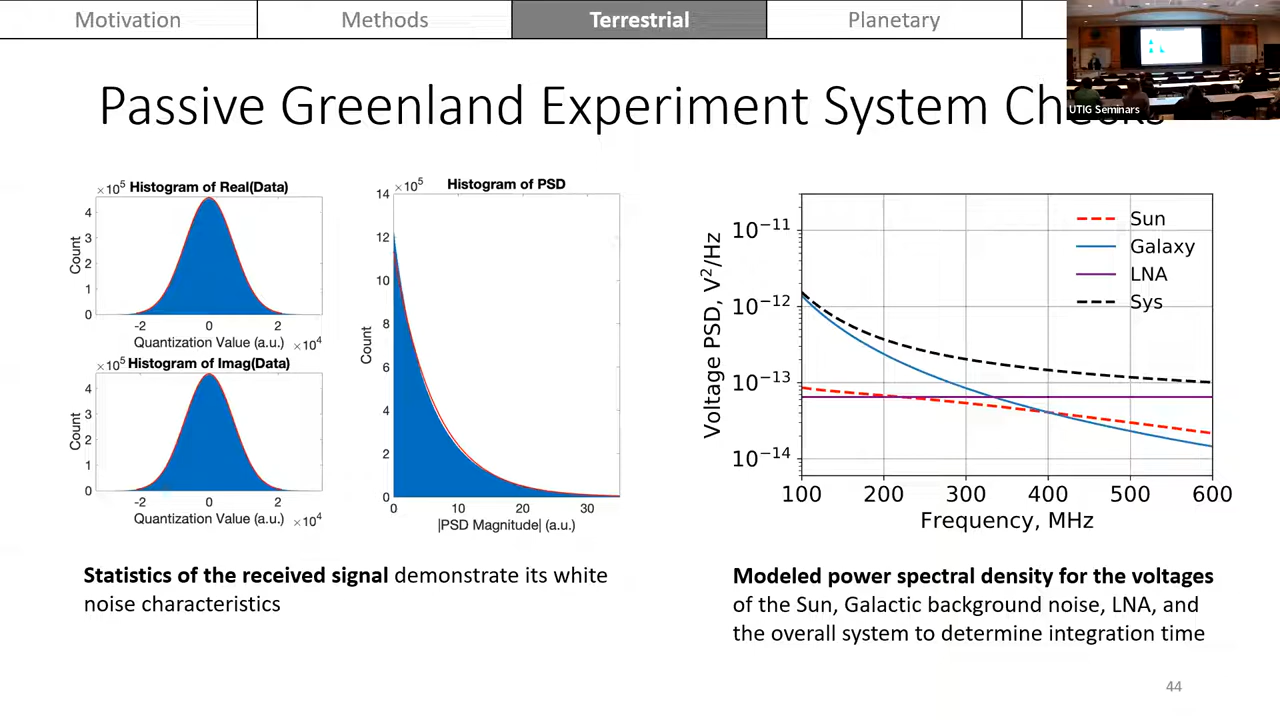 Motivation
Methods
Terrestrial
Planetary
UTIG Seminars
Passive Greenland Experiment System Checks
×10⁵ Histogram of Real(Data)
4
3
2
1
0
Count
-2 0 2
Quantization Value (a.u.) ×10⁴
×10⁵ Histogram of Imag(Data)
4
3
2
1
0
Count
-2 0 2
Quantization Value (a.u.) ×10⁴
×10⁵ Histogram of PSD
14
12
10
8
6
4
2
0
Count
0 10 20 30
|PSD Magnitude| (a.u.)
Sun
Galaxy
LNA
Sys
10⁻¹¹
10⁻¹²
10⁻¹³
10⁻¹⁴
Voltage PSD, V²/Hz
100 200 300 400 500 600
Frequency, MHz
Statistics of the received signal demonstrate its white
noise characteristics
Modeled power spectral density for the voltages
of the Sun, Galactic background noise, LNA, and
the overall system to determine integration time
44